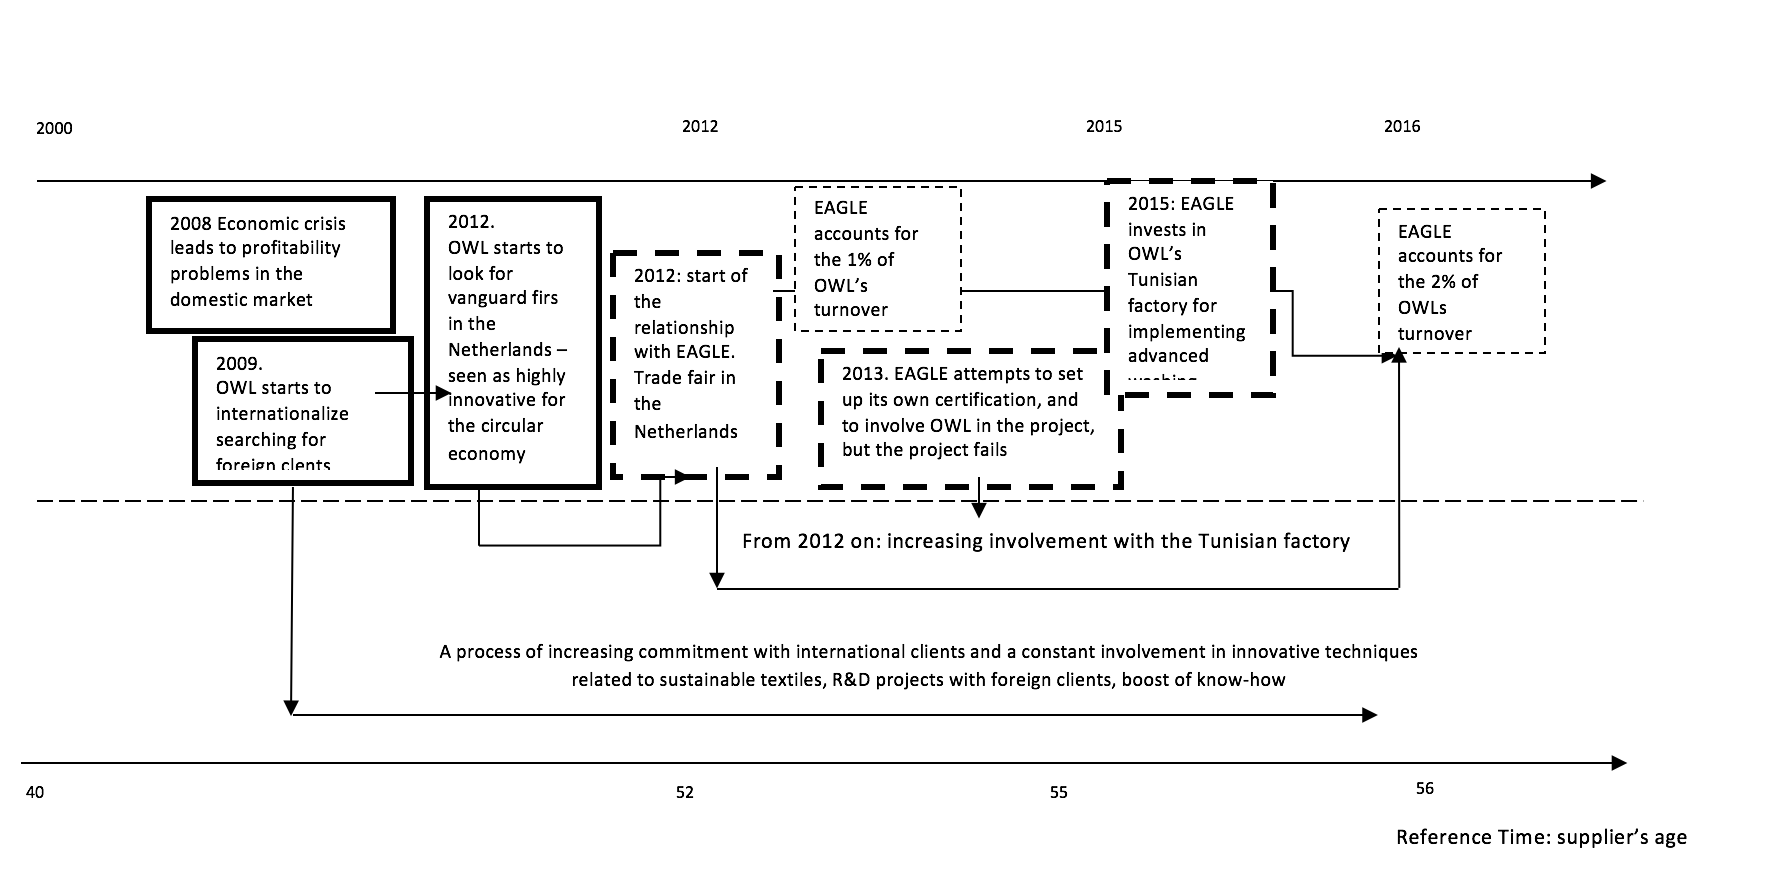 2000
2012
2015
2016
2008 Economic crisis
leads to profitability
problems in the
domestic market
2009.
OWL starts to
internationalize
searching for
foreign clents
2012.
OWL starts to
look for
vanguard firs
in the
Netherlands –
seen as highly
innovative for
the circular
economy
2012: start of
the
relationship
with EAGLE.
Trade fair in
the
Netherlands
EAGLE
accounts for
the 1% of
OWL’s
turnover
2013. EAGLE attempts to set
up its own certification, and
to involve OWL in the project,
but the project fails
2015: EAGLE
invests in
OWL’s
Tunisian
factory for
implementing
advanced
washing
EAGLE
accounts for
the 2% of
OWLs
turnover
From 2012 on: increasing involvement with the Tunisian factory
A process of increasing commitment with international clients and a constant involvement in innovative techniques
related to sustainable textiles, R&D projects with foreign clients, boost of know-how
40
52
55
56
Reference Time: supplier’s age